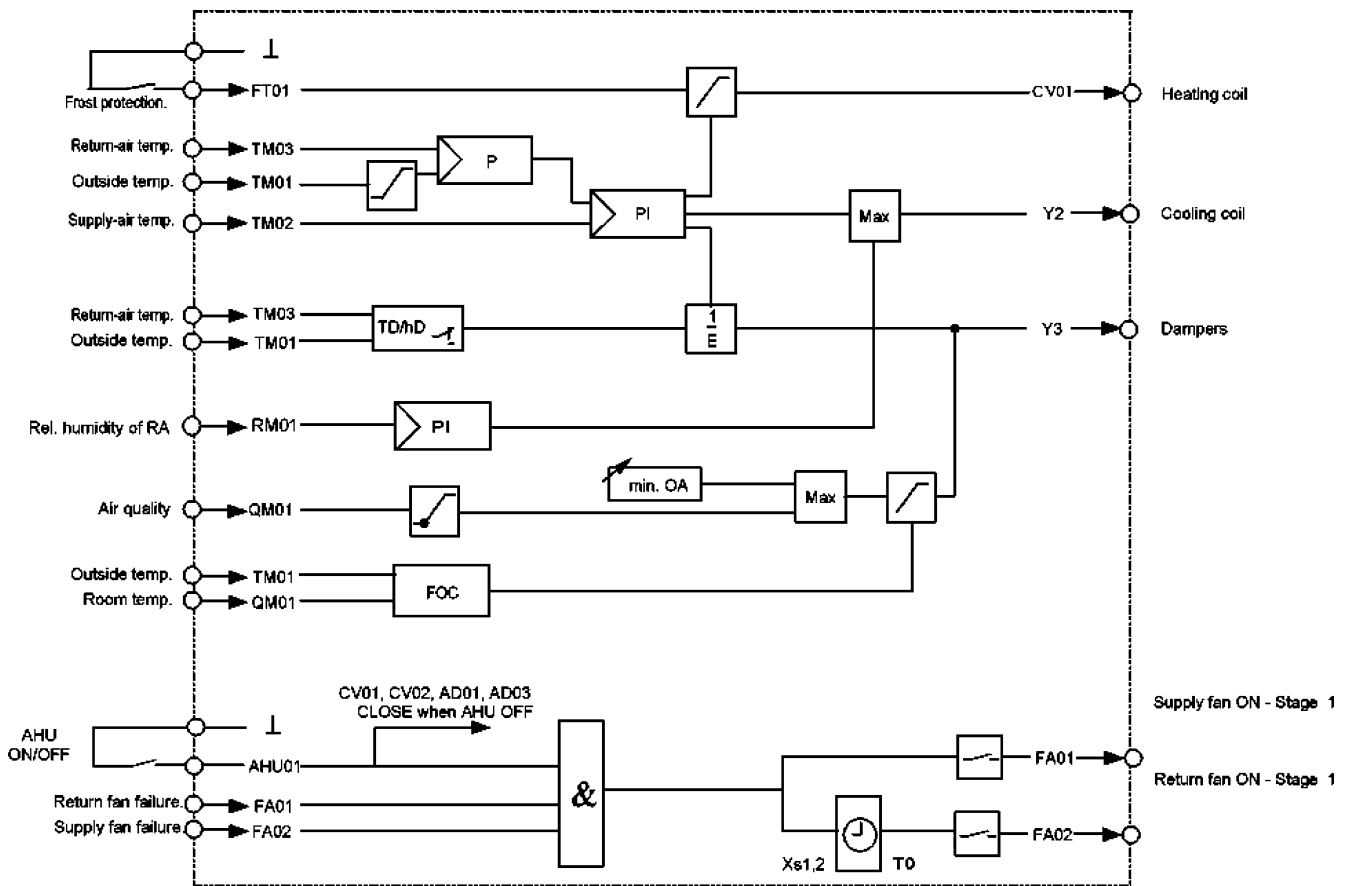 ⊥
Frost protection.
FT01
CV01
Heating coil
Return-air temp.
TM03
P
Outside temp.
TM01
Supply-air temp.
TM02
PI
Max
Y2
Cooling coil
Return-air temp.
TM03
Outside temp.
TM01
TD/hD
1
E
Y3
Dampers
Rel. humidity of RA
RM01
PI
min. OA
Max
Air quality
QM01
Outside temp.
TM01
Room temp.
QM01
FOC
CV01, CV02, AD01, AD03
CLOSE when AHU OFF
Supply fan ON - Stage 1
AHU
ON/OFF
⊥
AHU01
FA01
Return fan ON - Stage 1
Return fan failure.
FA01
&
Supply fan failure.
FA02
FA02
Xs1,2
T0